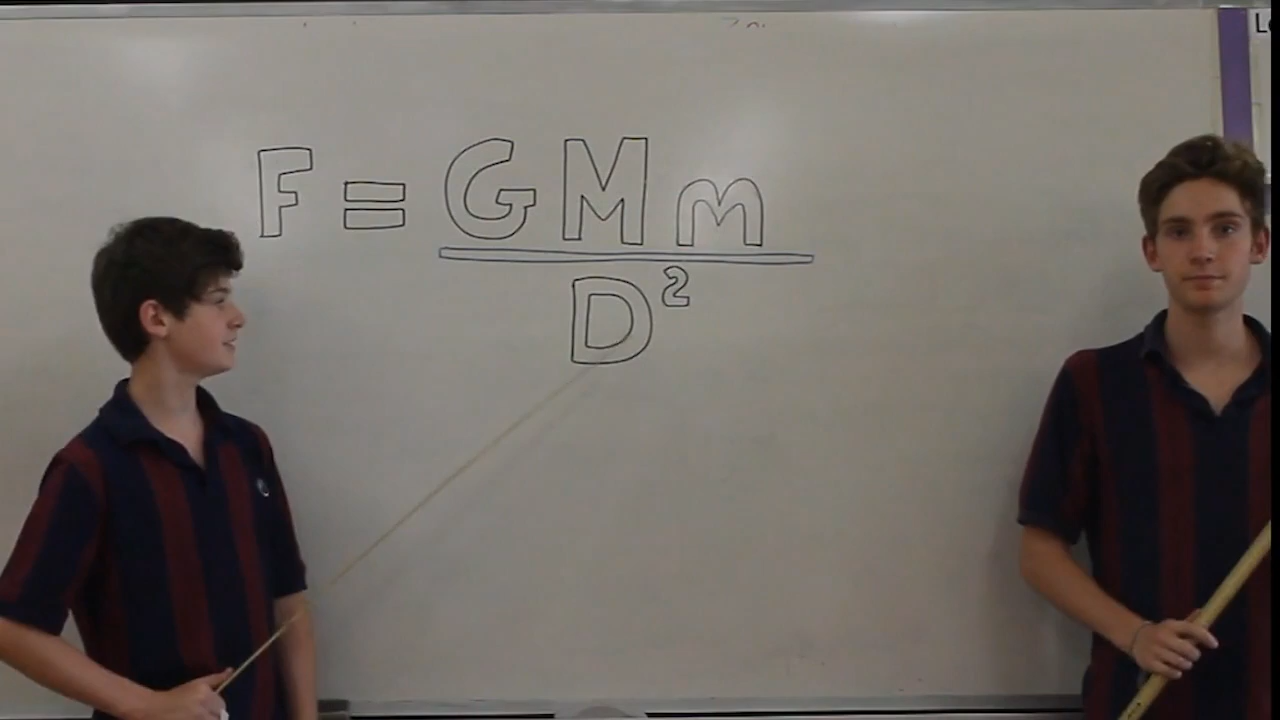 F = GMm
D²